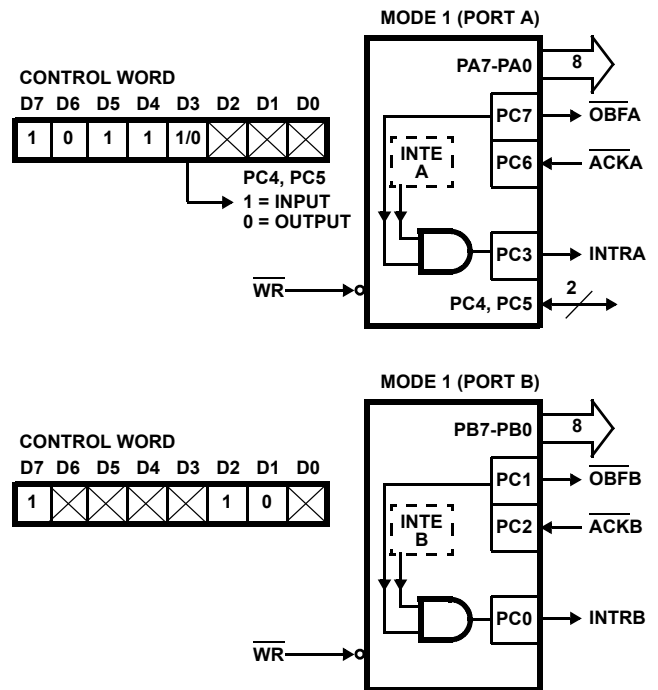 MODE 1 (PORT A)
CONTROL WORD
D7 D6 D5 D4 D3 D2 D1 D0
1 0 1 1 1/0
PC4, PC5
1 = INPUT
0 = OUTPUT
WR
PA7-PA0
8
PC7
OBFA
INTE
A
PC6
ACKA
PC3
INTRA
PC4, PC5
2
MODE 1 (PORT B)
CONTROL WORD
D7 D6 D5 D4 D3 D2 D1 D0
1 1 0
WR
PB7-PB0
8
PC1
OBFB
INTE
B
PC2
ACKB
PC0
INTRB